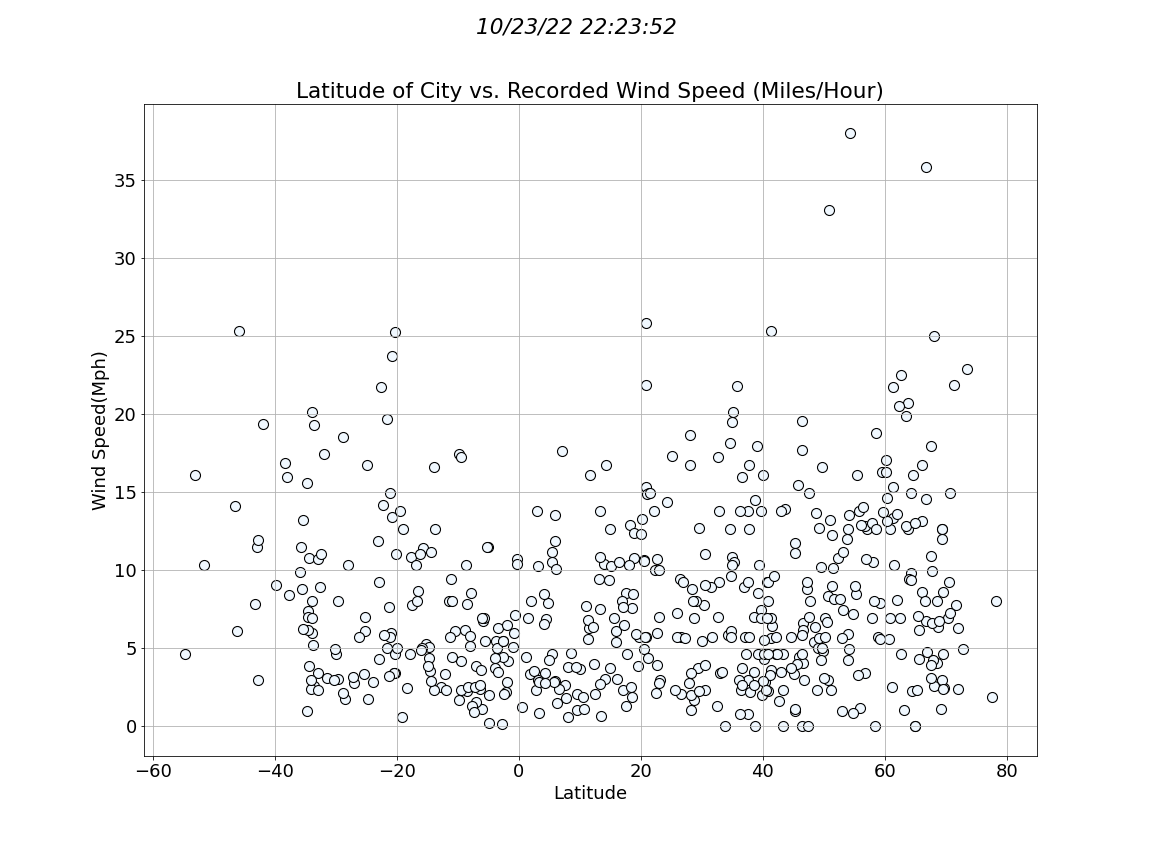 10/23/22 22:23:52
Latitude of City vs. Recorded Wind Speed (Miles/Hour)
35
30
25
20
15
10
5
0
Wind Speed(Mph)
−60 −40 −20 0 20 40 60 80
Latitude